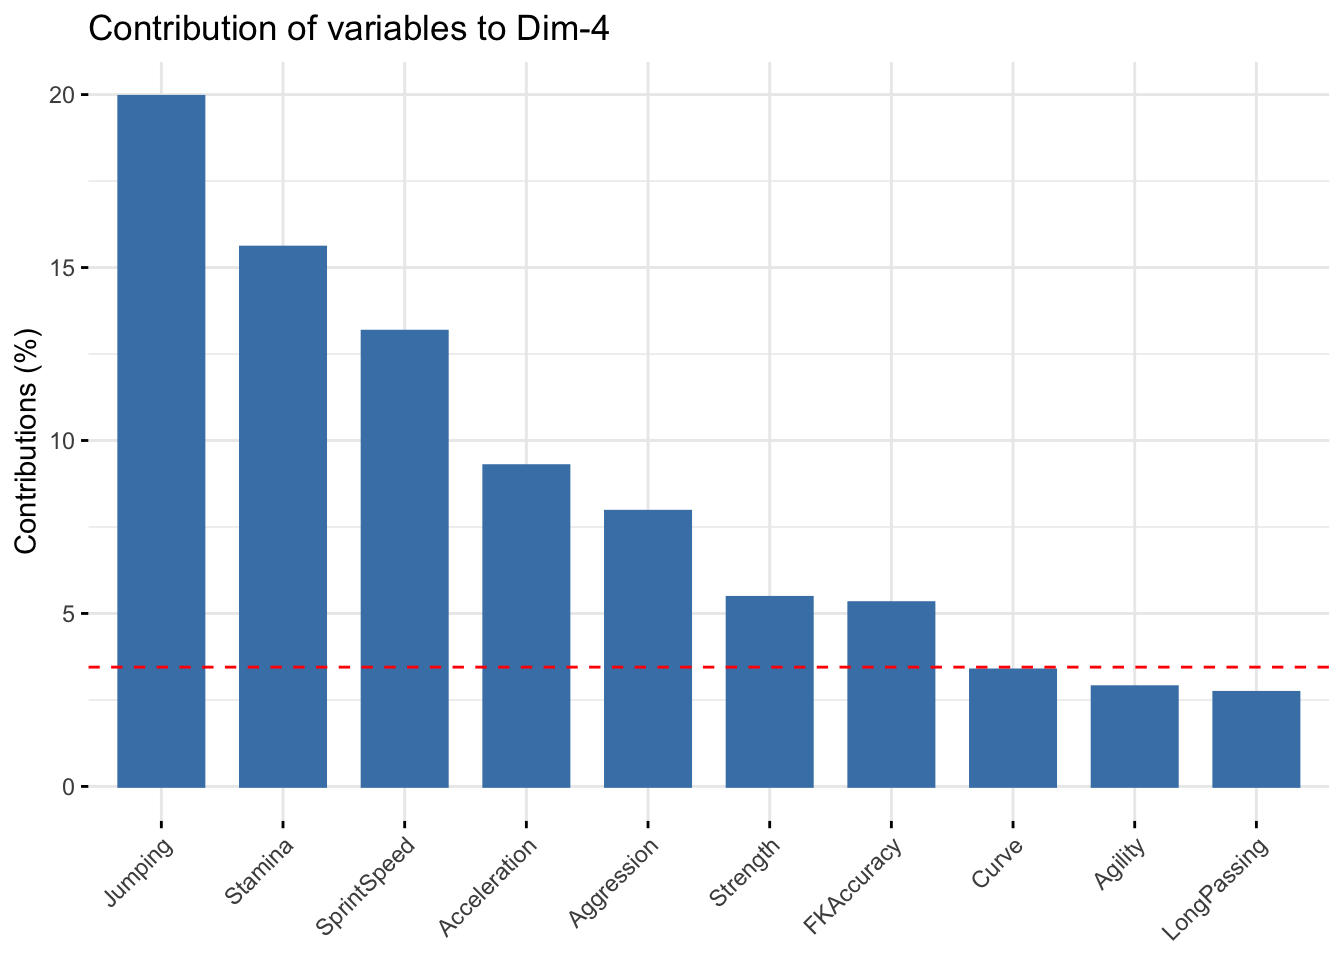 Contribution of variables to Dim-4
Contributions (%)
20
15
10
5
0
Jumping
Stamina
SprintSpeed
Acceleration
Aggression
Strength
FKAccuracy
Curve
Agility
LongPassing